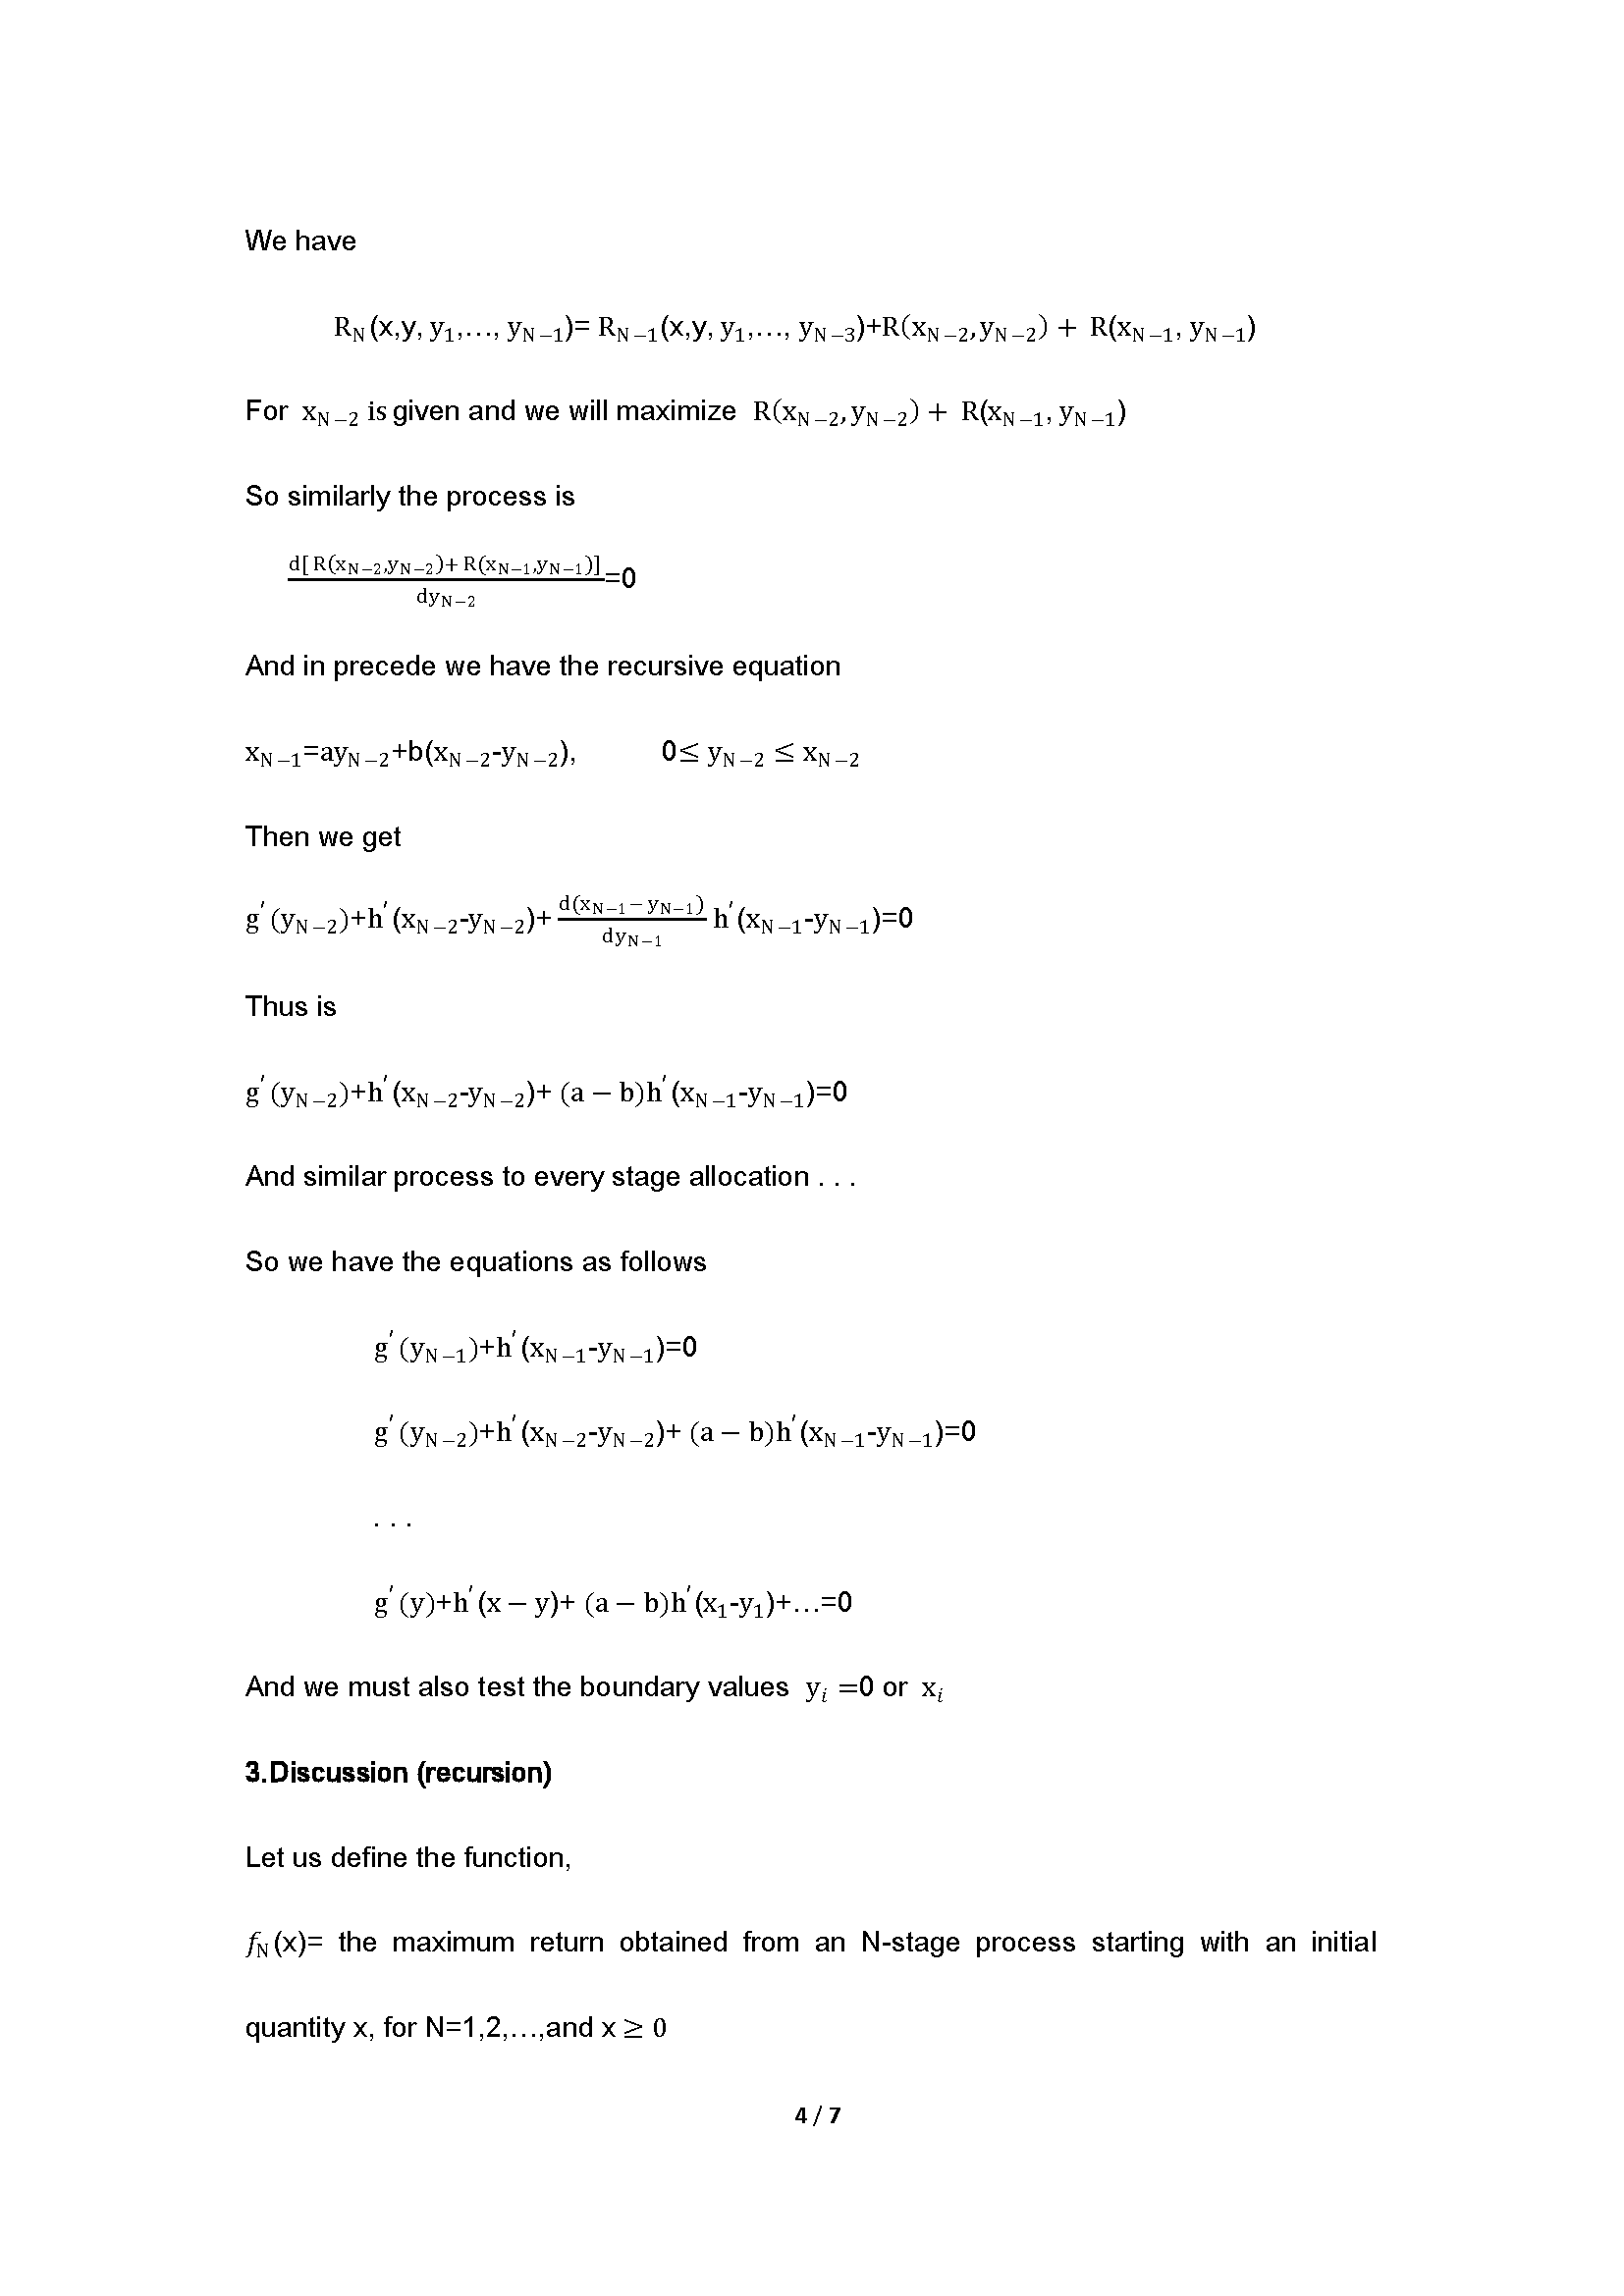 We have
R_N(x,y, y_1,…, y_{N−1})= R_{N−1}(x,y, y_1,…, y_{N−3})+R(x_{N−2},y_{N−2}) + R(x_{N−1}, y_{N−1})
For x_{N−2} is given and we will maximize R(x_{N−2},y_{N−2}) + R(x_{N−1}, y_{N−1})
So similarly the process is
d[ R(x_{N−2},y_{N−2})+ R(x_{N−1},y_{N−1})]/dy_{N−2}=0
And in precede we have the recursive equation
x_{N−1}=ay_{N−2}+b(x_{N−2}-y_{N−2}), 0≤ y_{N−2} ≤ x_{N−2}
Then we get
g′(y_{N−2})+h′(x_{N−2}-y_{N−2})+ d(x_{N−1}−y_{N−1})/dy_{N−1} h′(x_{N−1}-y_{N−1})=0
Thus is
g′(y_{N−2})+h′(x_{N−2}-y_{N−2})+ (a − b)h′(x_{N−1}-y_{N−1})=0
And similar process to every stage allocation . . .
So we have the equations as follows
g′(y_{N−1})+h′(x_{N−1}-y_{N−1})=0
g′(y_{N−2})+h′(x_{N−2}-y_{N−2})+ (a − b)h′(x_{N−1}-y_{N−1})=0
. . .
g′(y)+h′(x − y)+ (a − b)h′(x_1-y_1)+…=0
And we must also test the boundary values y_i =0 or x_i
3.Discussion (recursion)
Let us define the function,
f_N(x)= the maximum return obtained from an N-stage process starting with an initial
quantity x, for N=1,2,…,and x ≥ 0
4 / 7